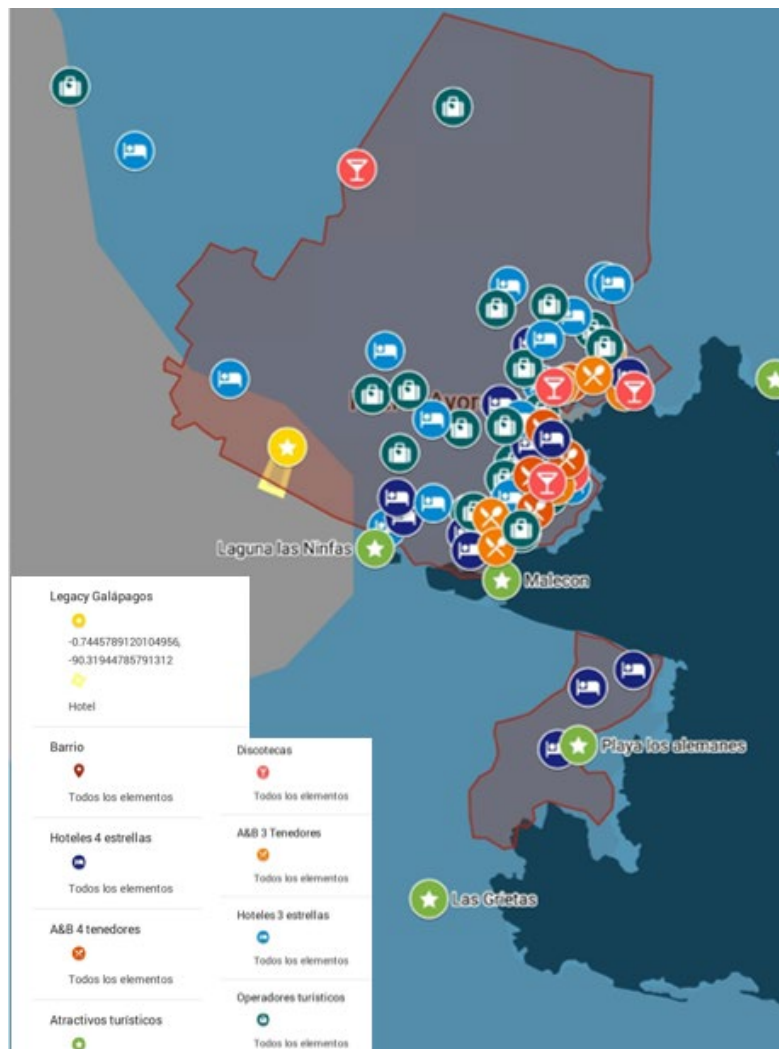 Laguna las Ninfas
Malecon
Playa los alemanes
Las Grietas
Legacy Galápagos
-0.7445789120104956,
-90.31944785791312
Hotel
Barrio
Todos los elementos
Hoteles 4 estrellas
Todos los elementos
A&B 4 tenedores
Todos los elementos
Atractivos turísticos
Discotecas
Todos los elementos
A&B 3 Tenedores
Todos los elementos
Hoteles 3 estrellas
Todos los elementos
Operadores turísticos
Todos los elementos